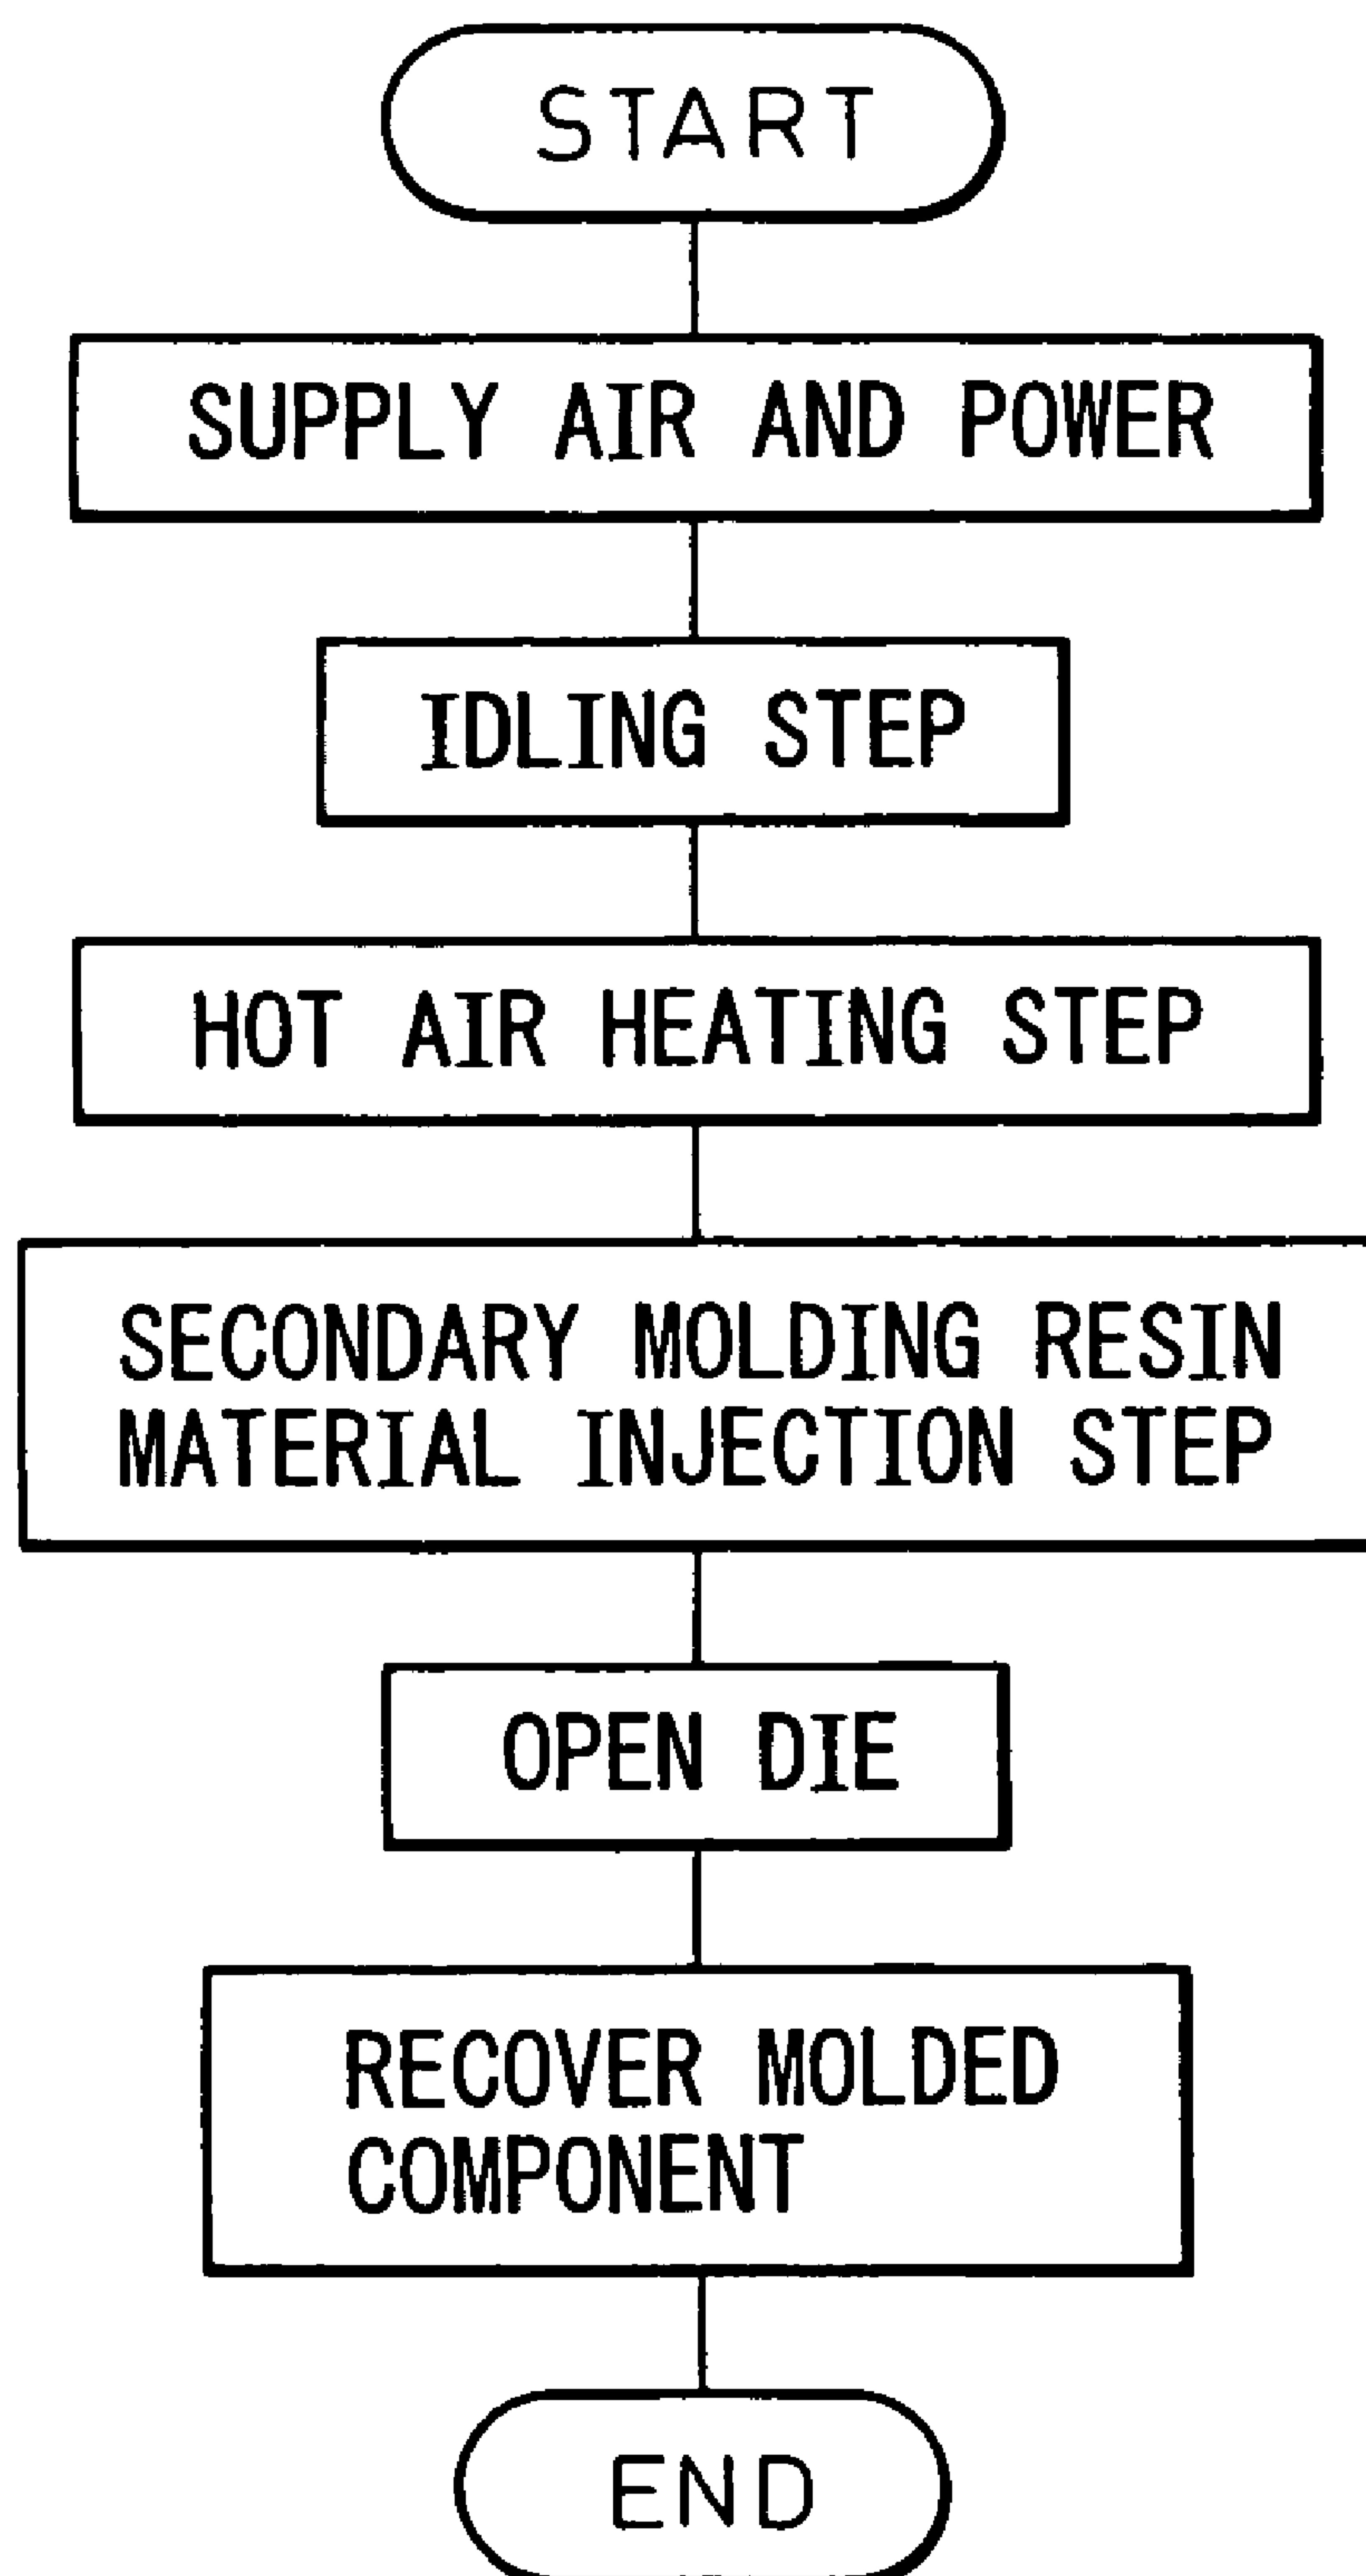 START
SUPPLY AIR AND POWER
IDLING STEP
HOT AIR HEATING STEP
SECONDARY MOLDING RESIN
MATERIAL INJECTION STEP
OPEN DIE
RECOVER MOLDED
COMPONENT
END